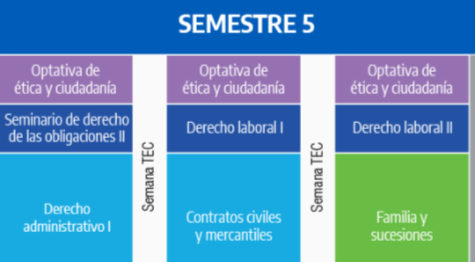 SEMESTRE 5
Optativa de
ética y ciudadanía
Seminario de derecho
de las obligaciones II
Derecho
administrativo I
Semana TEC
Optativa de
ética y ciudadanía
Derecho laboral I
Contratos civiles
y mercantiles
Semana TEC
Optativa de
ética y ciudadanía
Derecho laboral II
Familia y
sucesiones